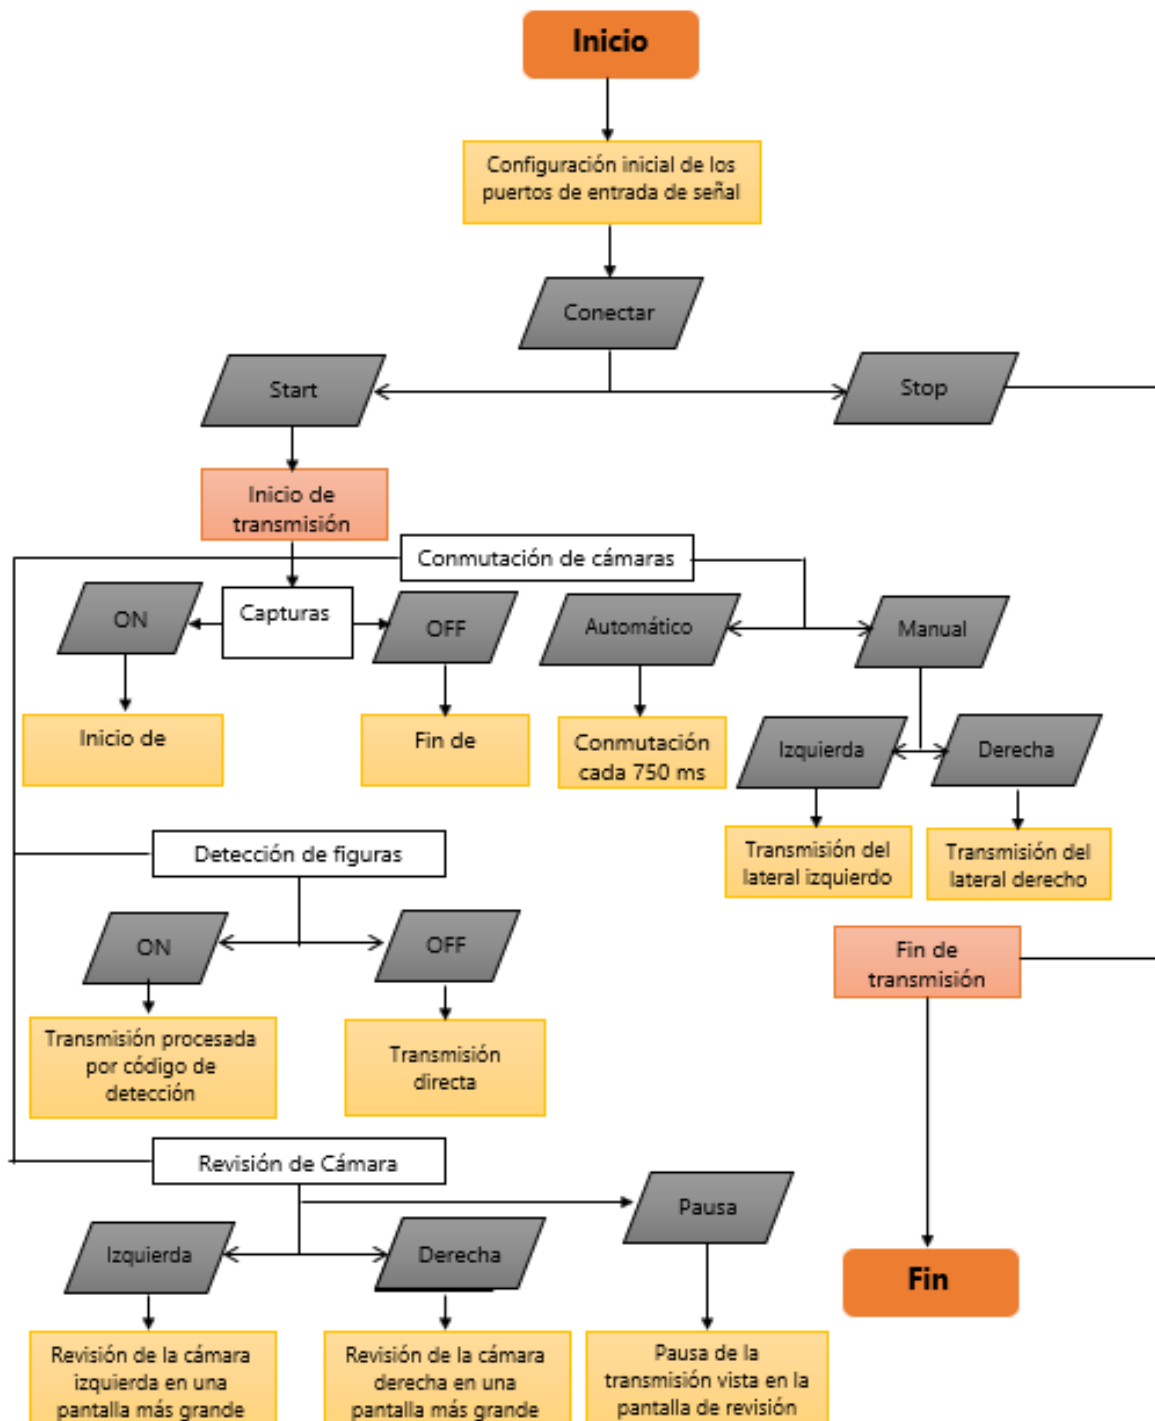 Inicio
Configuración inicial de los
puertos de entrada de señal
Conectar
Start
Stop
Inicio de
transmisión
Conmutación de cámaras
ON
Capturas
OFF
Automático
Manual
Inicio de
Fin de
Conmutación
cada 750 ms
Izquierda
Derecha
Transmisión del
lateral izquierdo
Transmisión del
lateral derecho
Detección de figuras
ON
OFF
Fin de
transmisión
Transmisión procesada
por código de
detección
Transmisión
directa
Revisión de Cámara
Pausa
Izquierda
Derecha
Fin
Revisión de la cámara
izquierda en una
pantalla más grande
Revisión de la cámara
derecha en una
pantalla más grande
Pausa de la
transmisión vista en la
pantalla de revisión